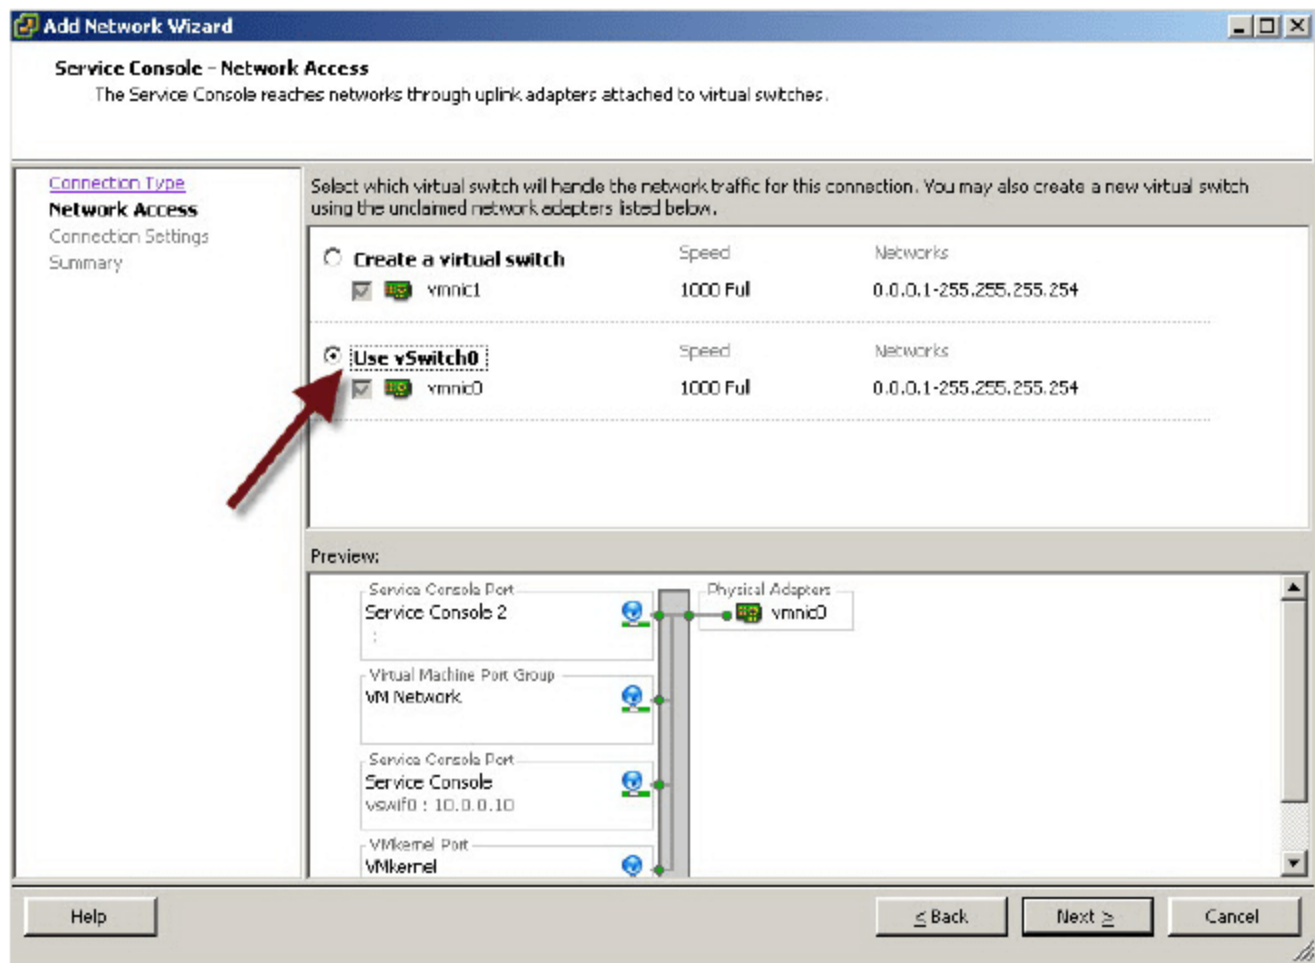 Add Network Wizard
Service Console - Network Access
The Service Console reaches networks through uplink adapters attached to virtual switches.
Connection Type
Network Access
Connection Settings
Summary
Select which virtual switch will handle the network traffic for this connection. You may also create a new virtual switch
using the unclaimed network adapters listed below.
Create a virtual switch Speed Networks
vmnic1 1000 Full 0.0.0.1-255.255.255.254
Use vSwitch0 Speed Networks
vmnic0 1000 Full 0.0.0.1-255.255.255.254
Preview:
Service Console Port Physical Adapters
Service Console 2 vmnic0
:
Virtual Machine Port Group
VM Network
Service Console Port
Service Console
vswif0 : 10.0.0.10
VMkernel Port
VMkernel
Help < Back Next > Cancel